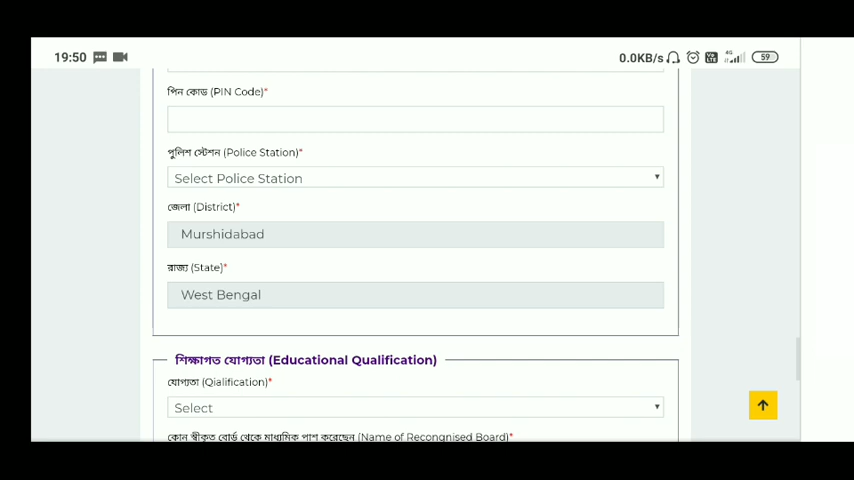 19:50
0.0KB/s
4G
59
পিন কোড (PIN Code)*
পুলিশ স্টেশন (Police Station)*
Select Police Station
জেলা (District)*
Murshidabad
রাজ্য (State)*
West Bengal
শিক্ষাগত যোগ্যতা (Educational Qualification)
যোগ্যতা (Qialification)*
Select
কোন স্বীকৃত বোর্ড থেকে মাধ্যমিক পাশ করেছেন (Name of Recongnised Board)*